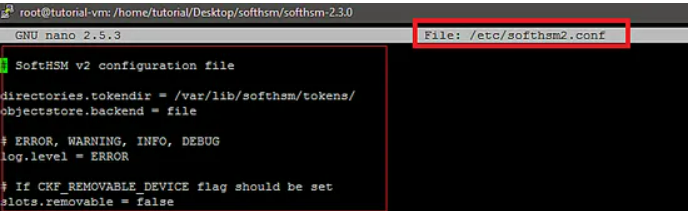 root@tutorial-vm: /home/tutorial/Desktop/softhsm/softhsm-2.3.0
GNU nano 2.5.3 File: /etc/softhsm2.conf
# SoftHSM v2 configuration file
directories.tokendir = /var/lib/softhsm/tokens/
objectstore.backend = file
# ERROR, WARNING, INFO, DEBUG
log.level = ERROR
# If CKF_REMOVABLE_DEVICE flag should be set
slots.removable = false